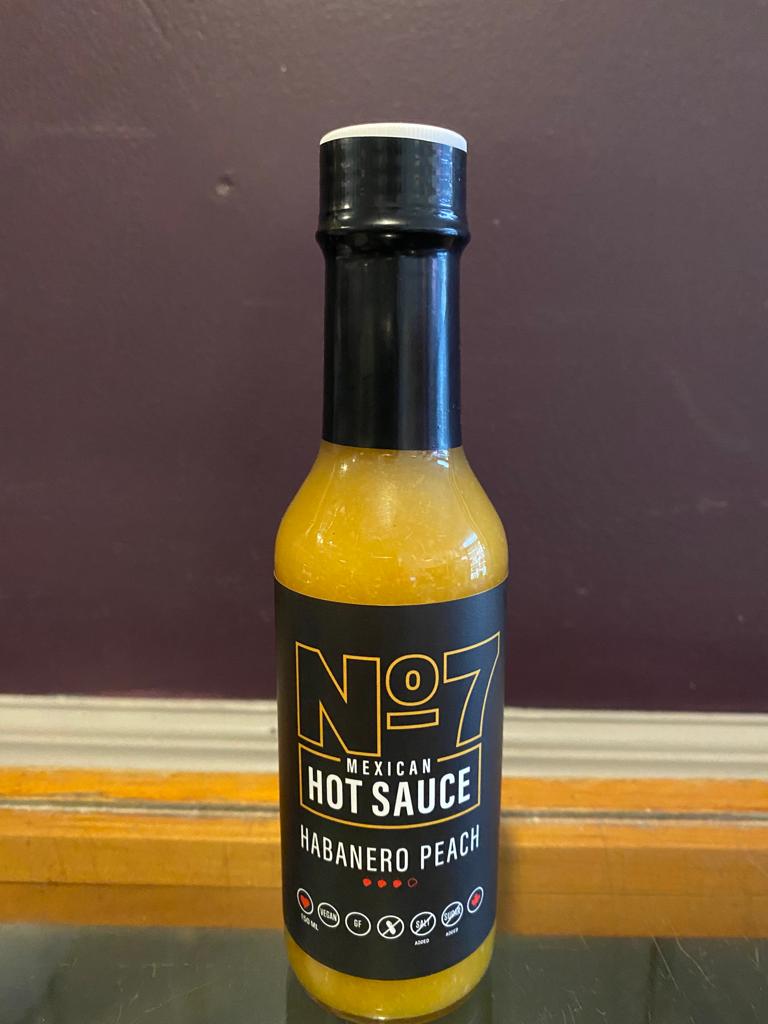 Nº7
MEXICAN
HOT SAUCE
HABANERO PEACH
VEGAN
GF
SALT
ADDED
SUGAR
ADDED
150 ML